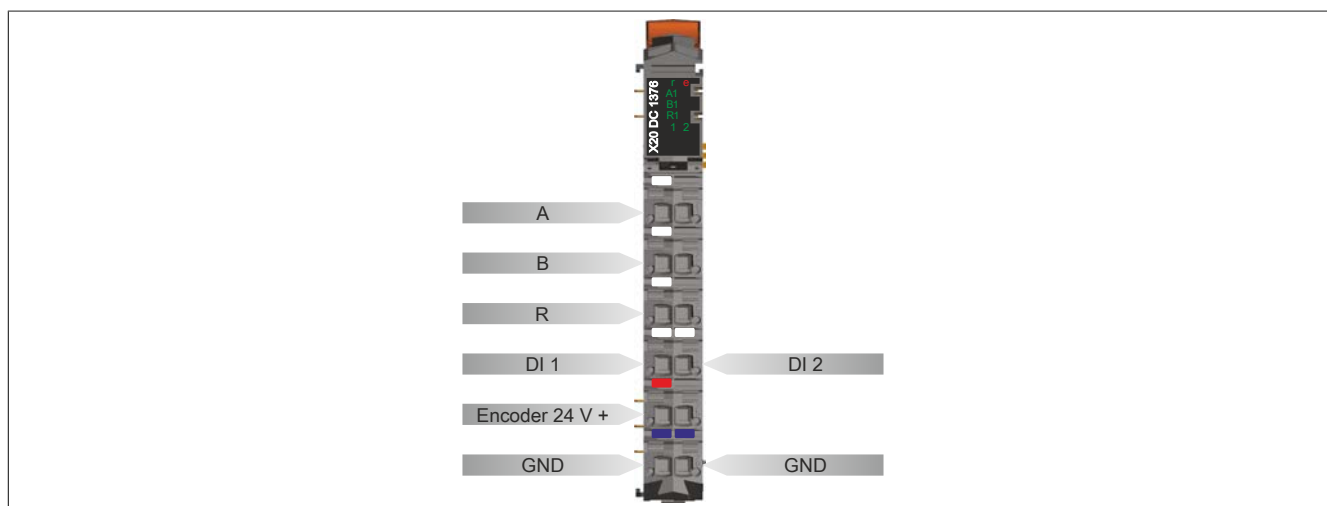 X20 DC 1376
r e
A1
B1
R1
1 2
A
B
R
DI 1 DI 2
Encoder 24 V +
GND GND